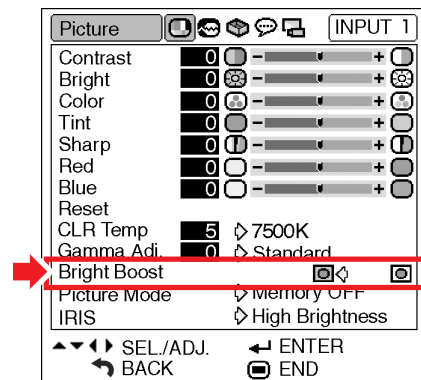 Picture INPUT 1
Contrast 0 - +
Bright 0 - +
Color 0 - +
Tint 0 - +
Sharp 0 - +
Red 0 - +
Blue 0 - +
Reset
CLR Temp 5 7500K
Gamma Adj. 0 Standard
Bright Boost
Picture Mode Memory OFF
IRIS High Brightness
SEL./ADJ. ENTER
BACK END